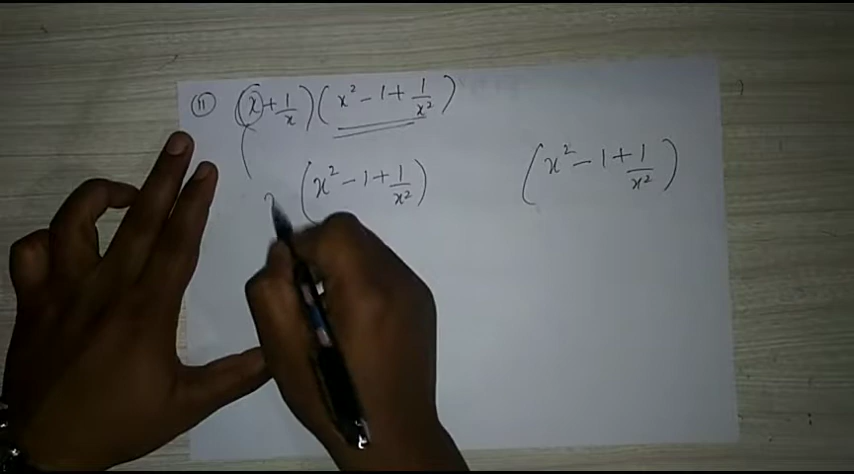 (11) (x + 1/x) (x² - 1 + 1/x²)
(x² - 1 + 1/x²) (x² - 1 + 1/x²)